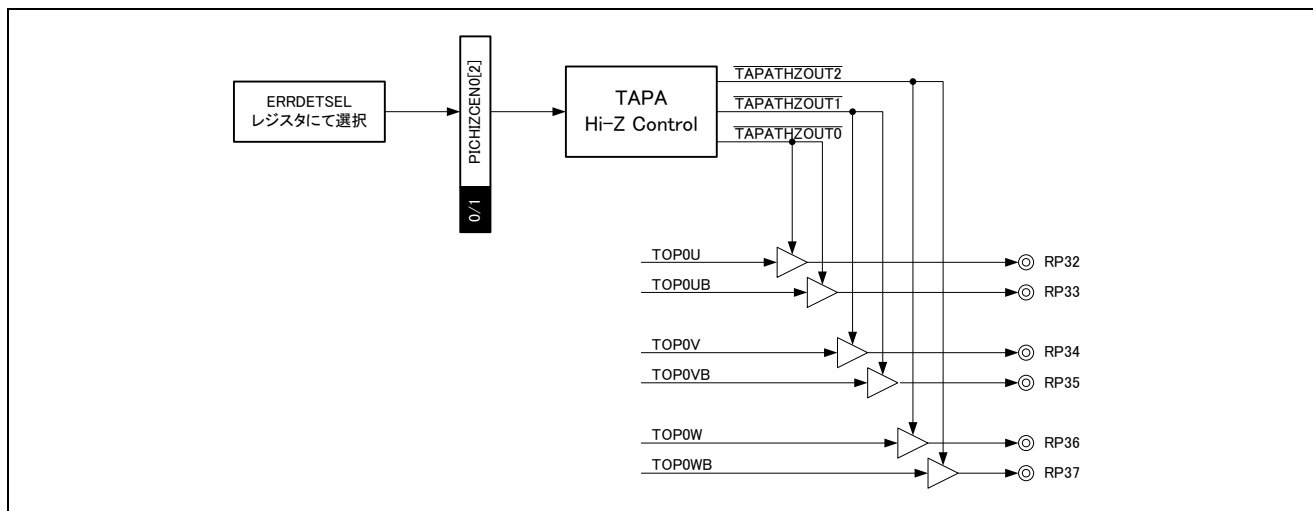 ERRDETSEL
レジスタにて選択
PICHIZCEN0[2]
0/1
TAPA
Hi-Z Control
TAPATHZOUT2
TAPATHZOUT1
TAPATHZOUT0
TOP0U
RP32
TOP0UB
RP33
TOP0V
RP34
TOP0VB
RP35
TOP0W
RP36
TOP0WB
RP37